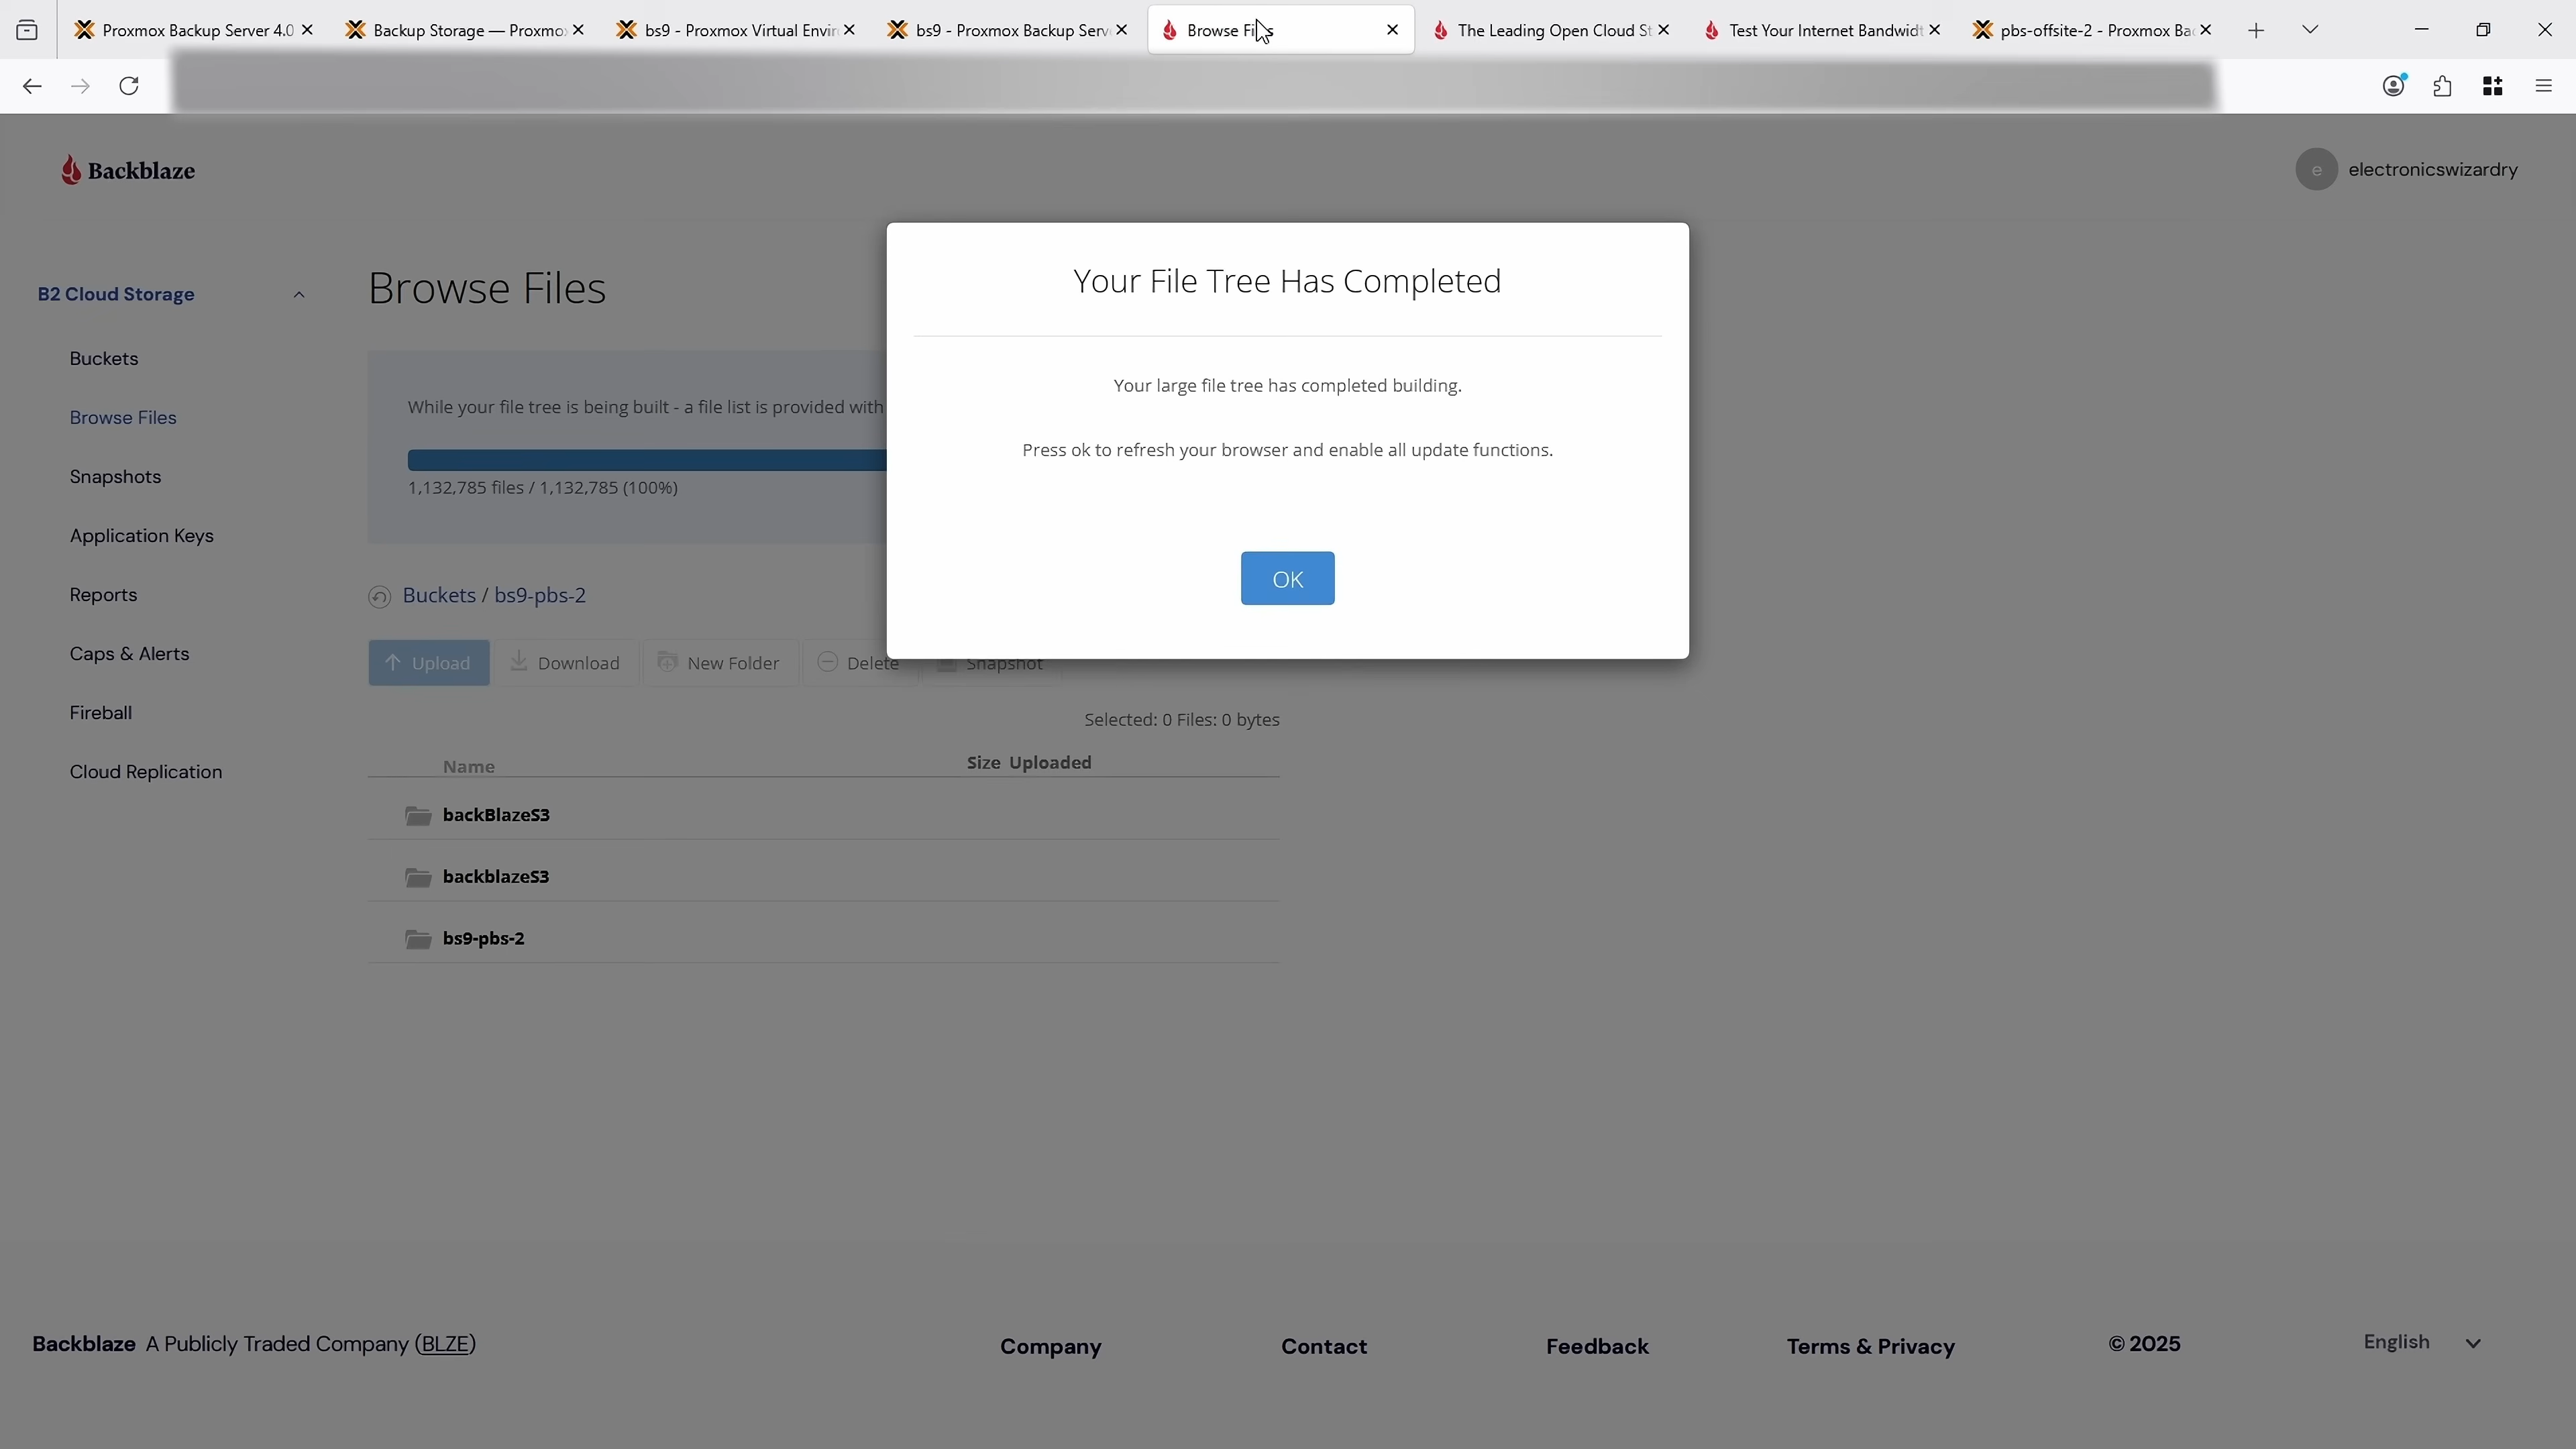 Proxmox Backup Server 4.0
Backup Storage — Proxmo
bs9 - Proxmox Virtual Envir
bs9 - Proxmox Backup Serv
Browse Files
The Leading Open Cloud St
Test Your Internet Bandwidt
pbs-offsite-2 - Proxmox Ba
Backblaze
e electronicswizardry
B2 Cloud Storage
Buckets
Browse Files
Snapshots
Application Keys
Reports
Caps & Alerts
Fireball
Cloud Replication
Browse Files
While your file tree is being built - a file list is provided with
1,132,785 files / 1,132,785 (100%)
Your File Tree Has Completed
Your large file tree has completed building.
Press ok to refresh your browser and enable all update functions.
OK
Buckets / bs9-pbs-2
Upload Download New Folder Delete Snapshot
Selected: 0 Files: 0 bytes
Name Size Uploaded
backBlazeS3
backblazeS3
bs9-pbs-2
Backblaze A Publicly Traded Company (BLZE)
Company
Contact
Feedback
Terms & Privacy
© 2025
English